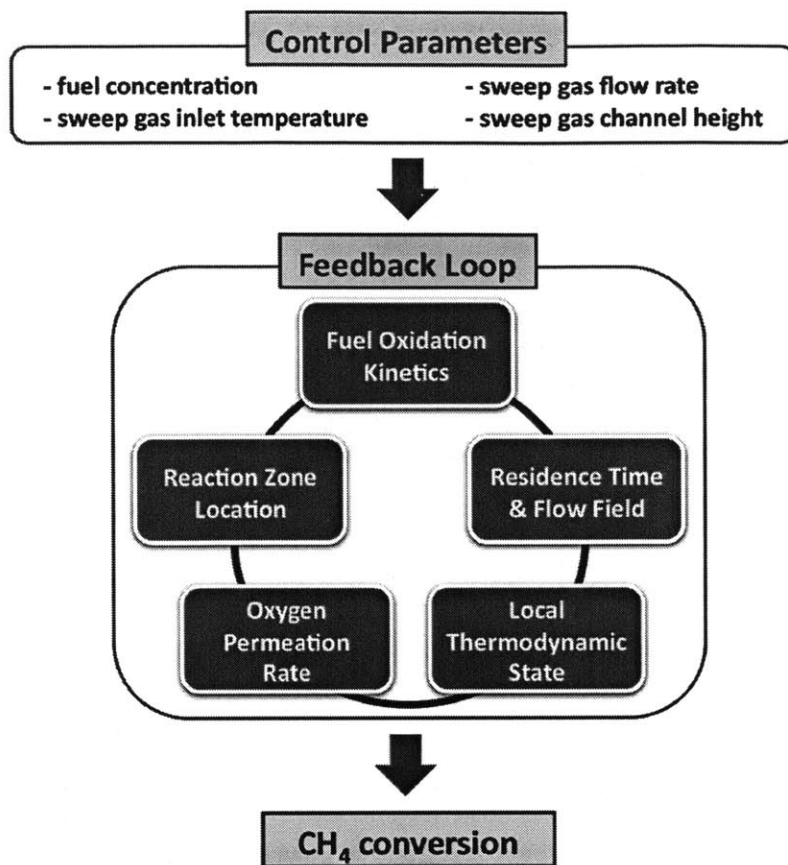 Control Parameters
- fuel concentration
- sweep gas flow rate
- sweep gas inlet temperature
- sweep gas channel height
Feedback Loop
Fuel Oxidation
Kinetics
Reaction Zone
Location
Residence Time
& Flow Field
Oxygen
Permeation
Rate
Local
Thermodynamic
State
CH₄ conversion